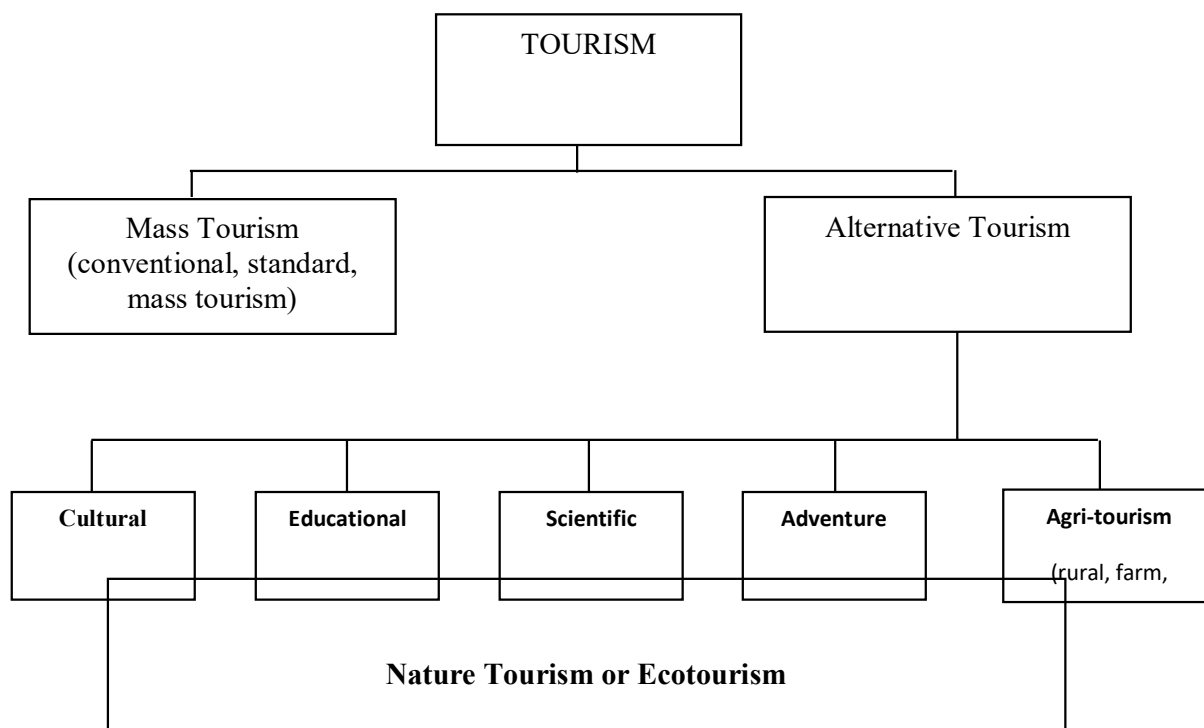 TOURISM
Mass Tourism
(conventional, standard,
mass tourism)
Alternative Tourism
Cultural
Educational
Scientific
Adventure
Agri-tourism
(rural, farm,
Nature Tourism or Ecotourism